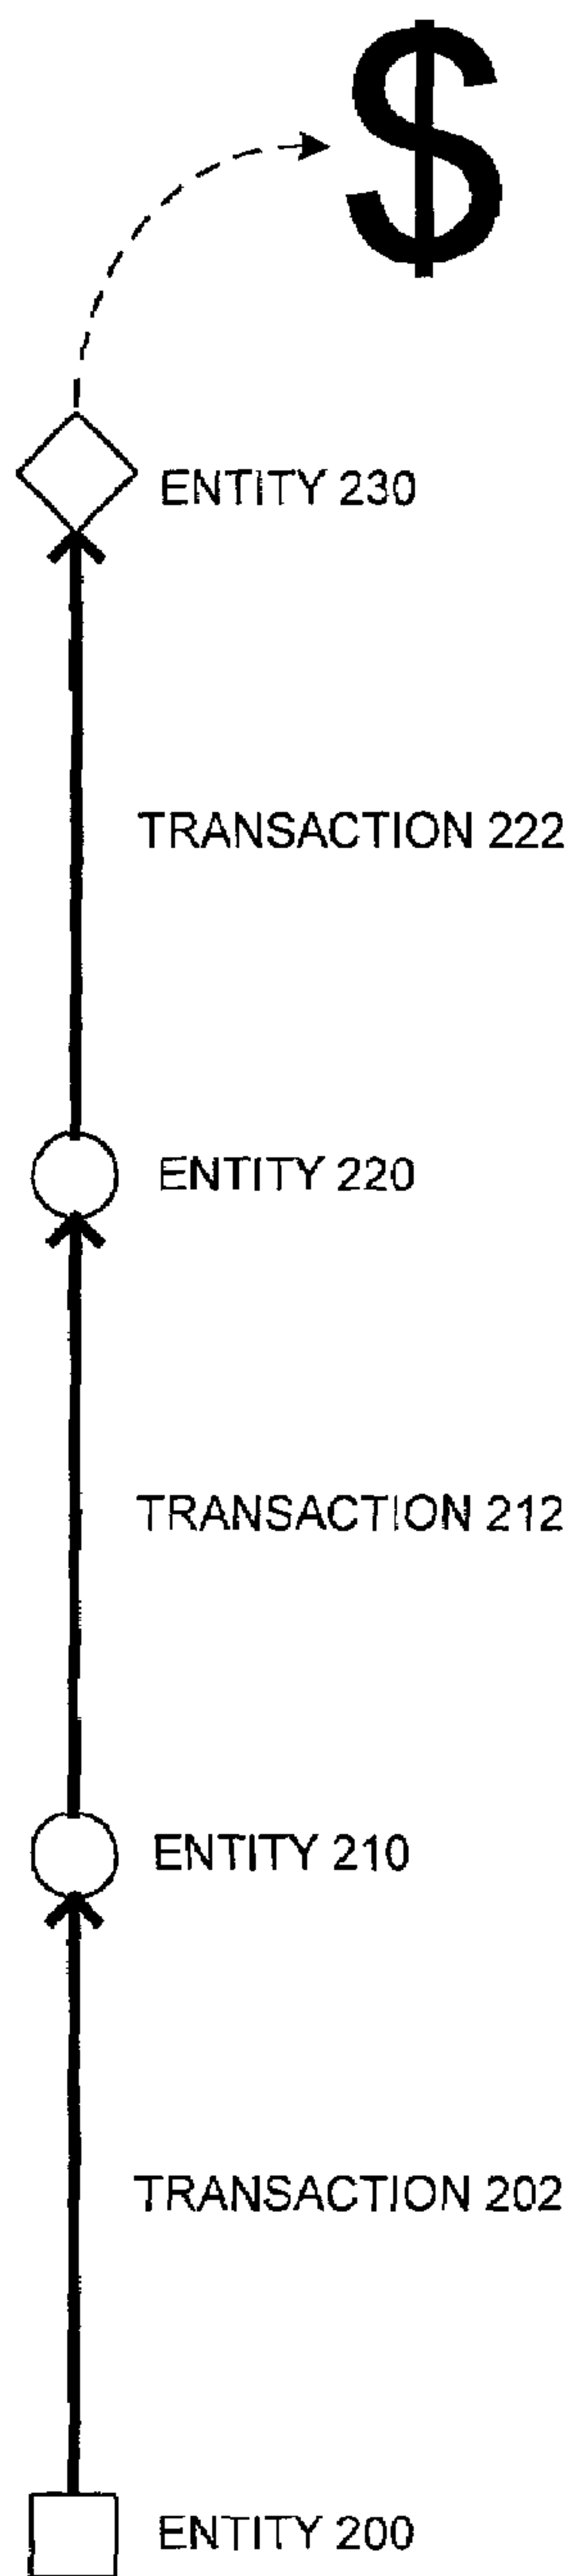 $
ENTITY 230
TRANSACTION 222
ENTITY 220
TRANSACTION 212
ENTITY 210
TRANSACTION 202
ENTITY 200